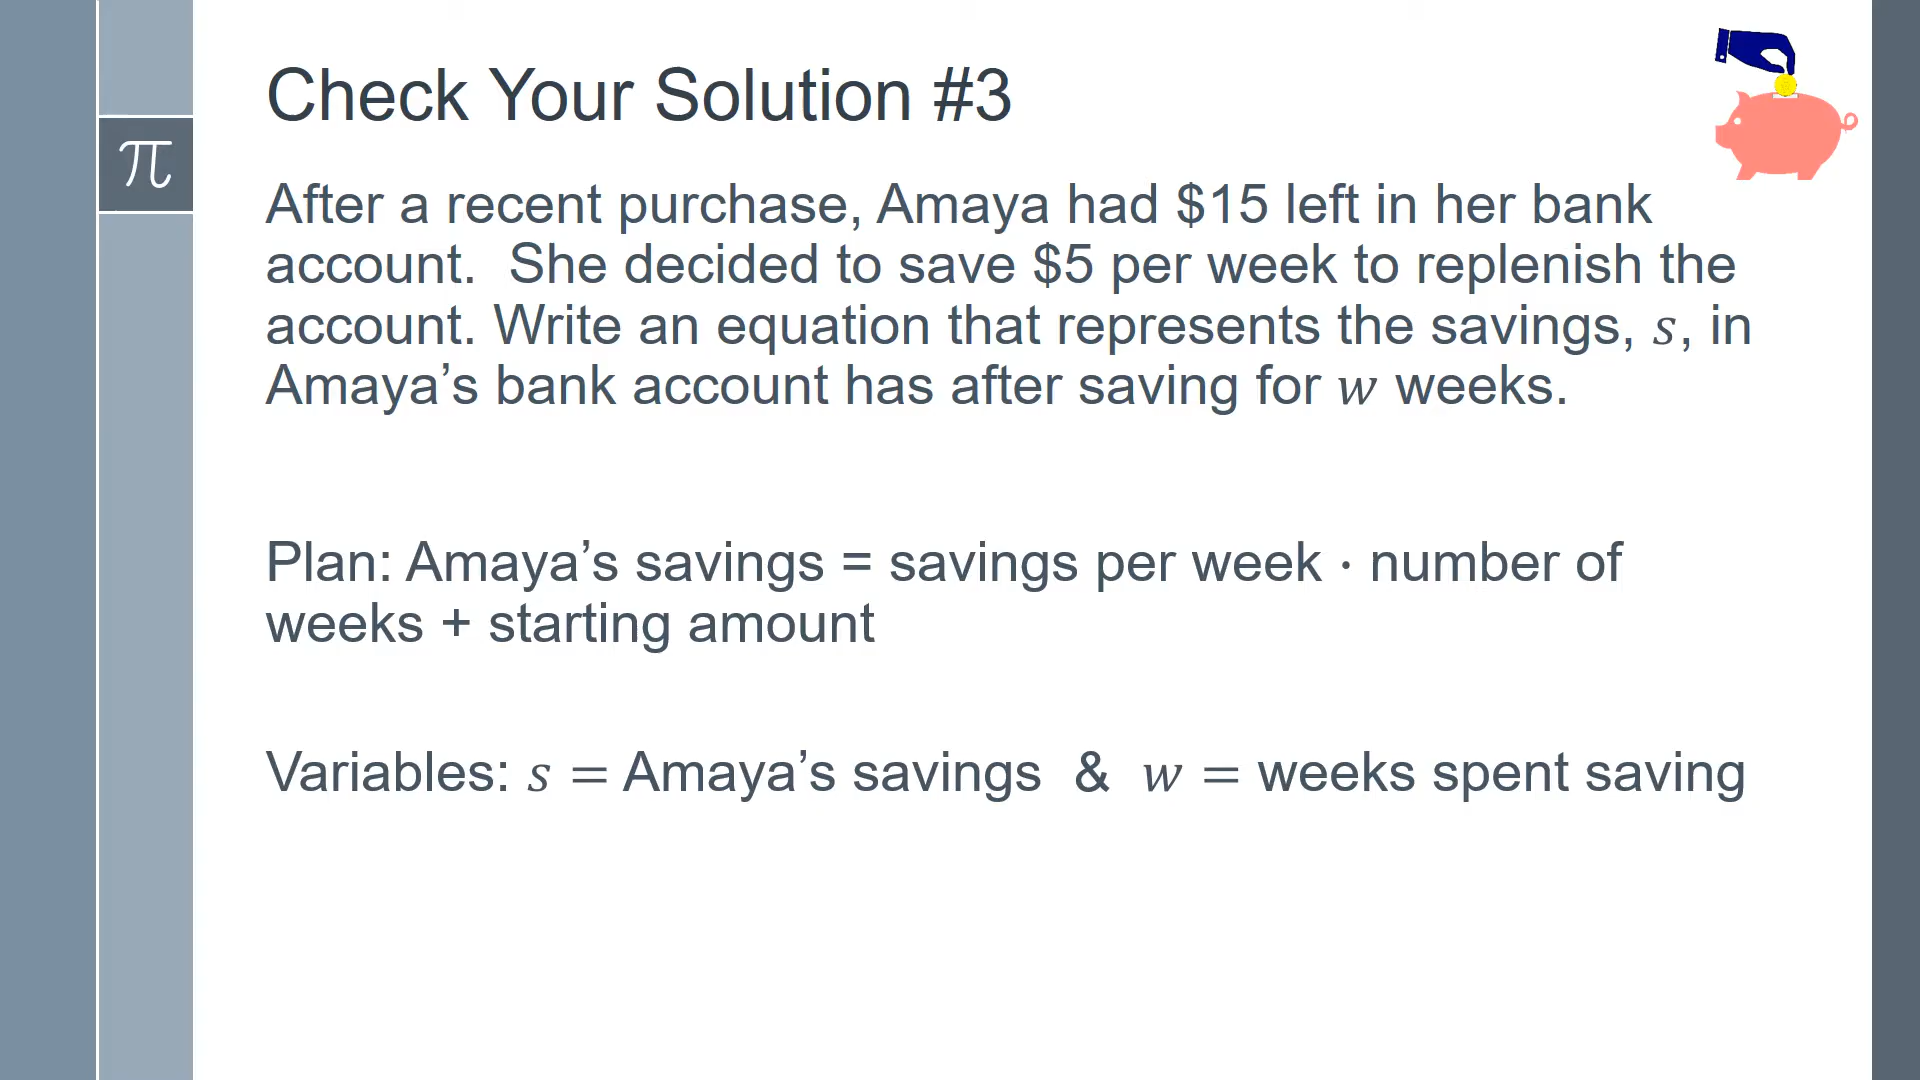 Check Your Solution #3
π
After a recent purchase, Amaya had $15 left in her bank
account.  She decided to save $5 per week to replenish the
account. Write an equation that represents the savings, s, in
Amaya’s bank account has after saving for w weeks.
Plan: Amaya’s savings = savings per week · number of
weeks + starting amount
Variables: s = Amaya’s savings  &  w = weeks spent saving